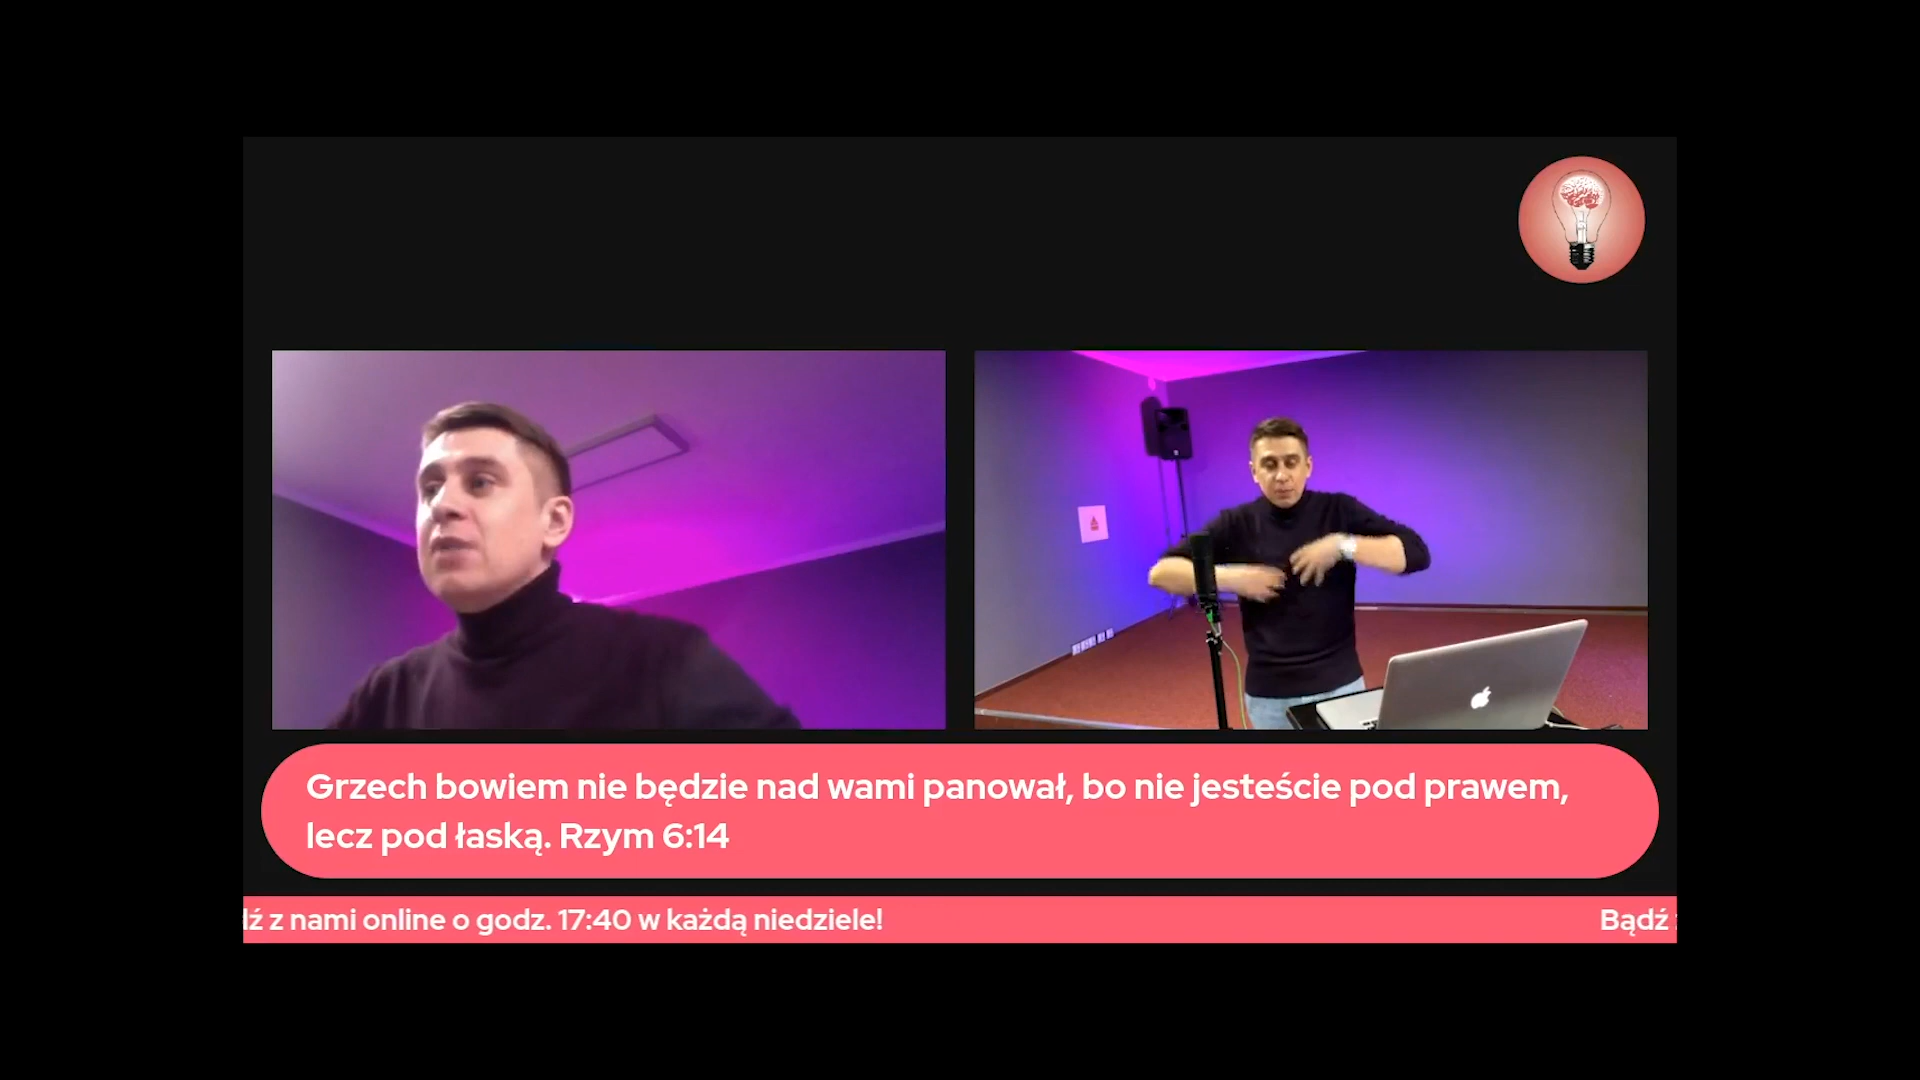 Grzech bowiem nie będzie nad wami panował, bo nie jesteście pod prawem,
lecz pod łaską. Rzym 6:14
z nami online o godz. 17:40 w każdą niedziele! Bądź